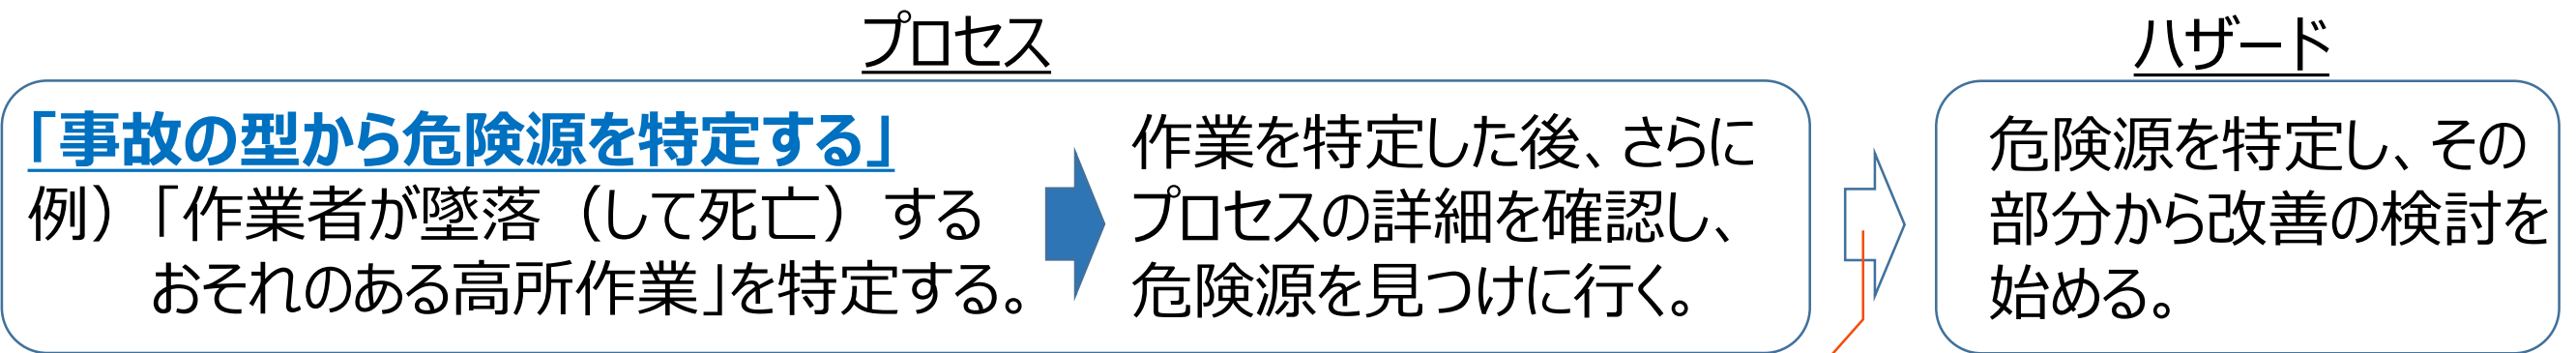 プロセス
「事故の型から危険源を特定する」
例）「作業者が墜落（して死亡）する
おそれのある高所作業」を特定する。
作業を特定した後、さらに
プロセスの詳細を確認し、
危険源を見つけに行く。
ハザード
危険源を特定し、その
部分から改善の検討を
始める。